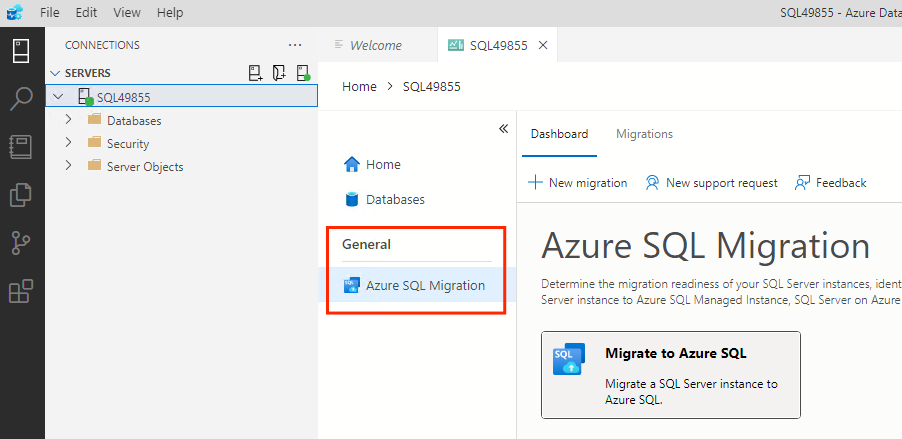 File Edit View Help
SQL49855 - Azure Data
CONNECTIONS
SERVERS
SQL49855
Databases
Security
Server Objects
Welcome
SQL49855
Home > SQL49855
Home
Databases
General
Azure SQL Migration
Dashboard Migrations
New migration New support request Feedback
Azure SQL Migration
Determine the migration readiness of your SQL Server instances, iden
Server instance to Azure SQL Managed Instance, SQL Server on Azure
SQL
Migrate to Azure SQL
Migrate a SQL Server instance to
Azure SQL.